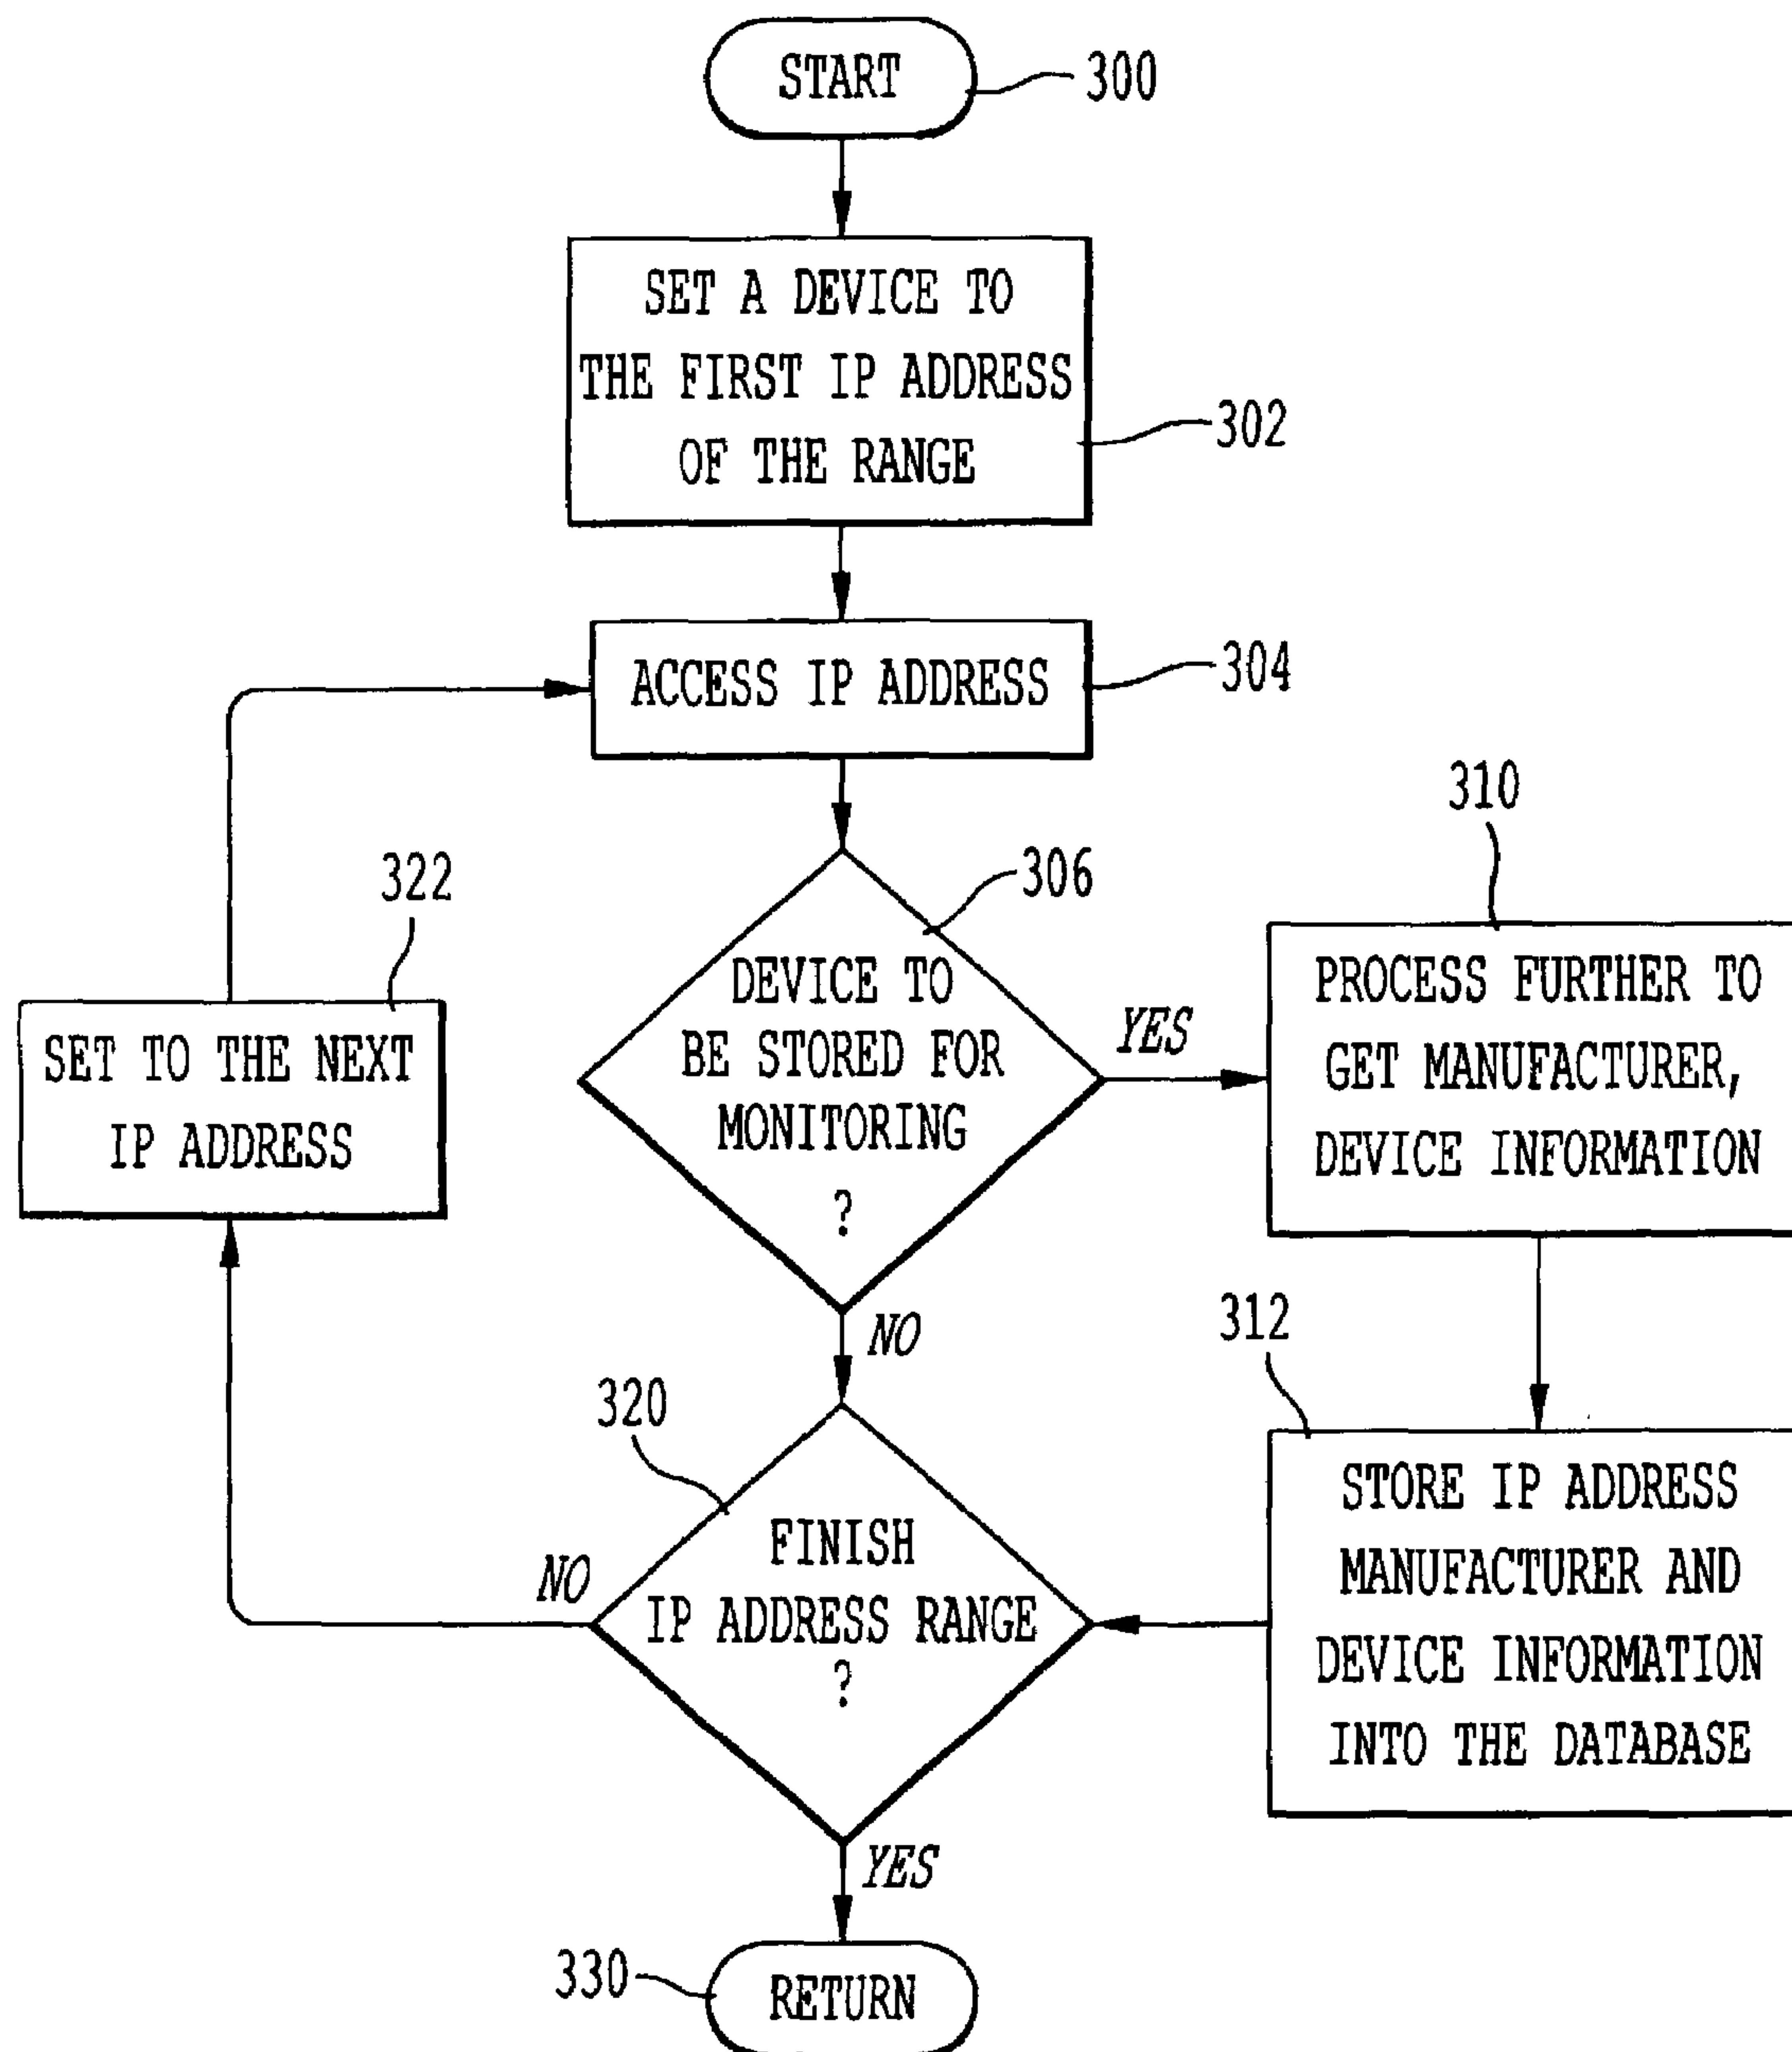 START
300
SET A DEVICE TO
THE FIRST IP ADDRESS
OF THE RANGE
302
ACCESS IP ADDRESS
304
306
DEVICE TO
BE STORED FOR
MONITORING
?
YES
NO
310
PROCESS FURTHER TO
GET MANUFACTURER,
DEVICE INFORMATION
312
STORE IP ADDRESS
MANUFACTURER AND
DEVICE INFORMATION
INTO THE DATABASE
320
FINISH
IP ADDRESS RANGE
?
NO
YES
322
SET TO THE NEXT
IP ADDRESS
330
RETURN